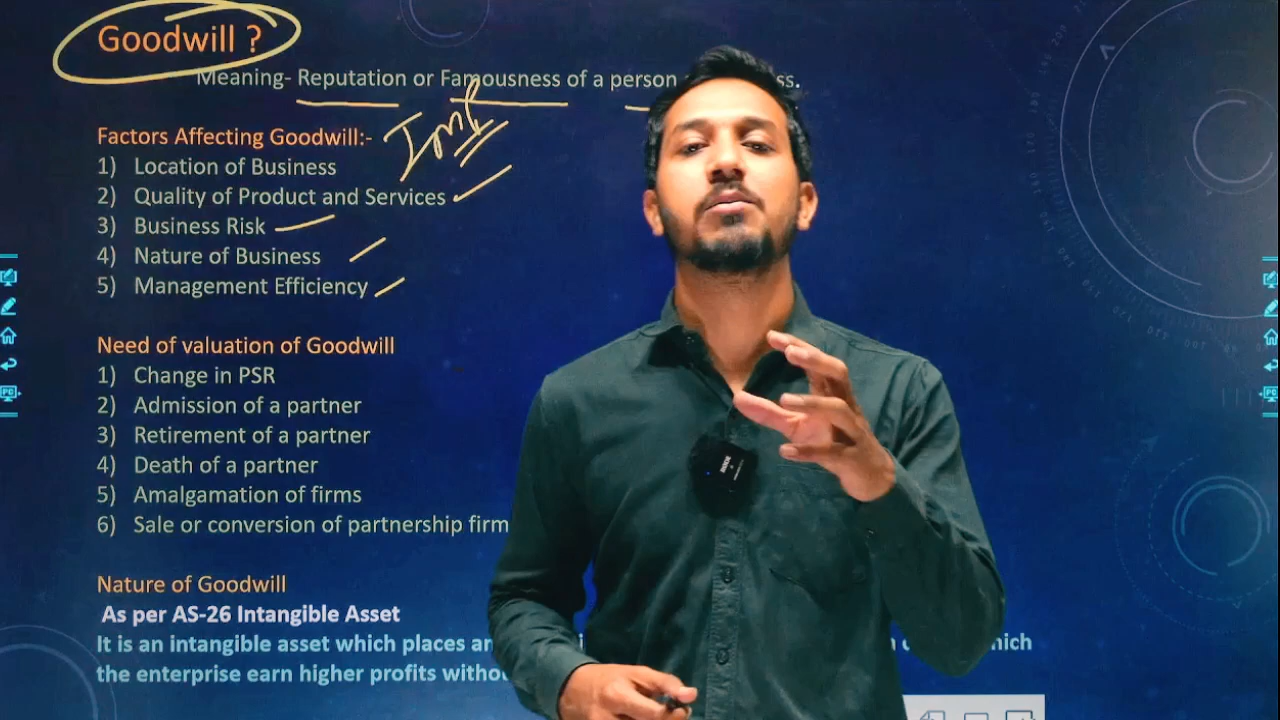 Goodwill ?
Meaning- Reputation or Famousness of a person ss.
Factors Affecting Goodwill:- Imp
1) Location of Business
2) Quality of Product and Services
3) Business Risk
4) Nature of Business
5) Management Efficiency
Need of valuation of Goodwill
1) Change in PSR
2) Admission of a partner
3) Retirement of a partner
4) Death of a partner
5) Amalgamation of firms
6) Sale or conversion of partnership firm
Nature of Goodwill
As per AS-26 Intangible Asset
It is an intangible asset which places an
the enterprise earn higher profits